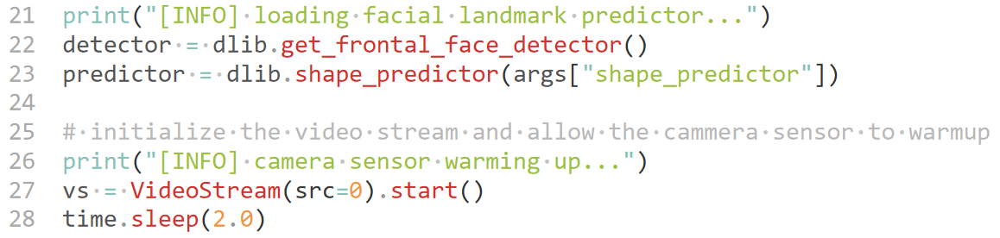 21 print("[INFO] loading facial landmark predictor...")
22 detector = dlib.get_frontal_face_detector()
23 predictor = dlib.shape_predictor(args["shape_predictor"])
24
25 # initialize the video stream and allow the cammera sensor to warmup
26 print("[INFO] camera sensor warming up...")
27 vs = VideoStream(src=0).start()
28 time.sleep(2.0)